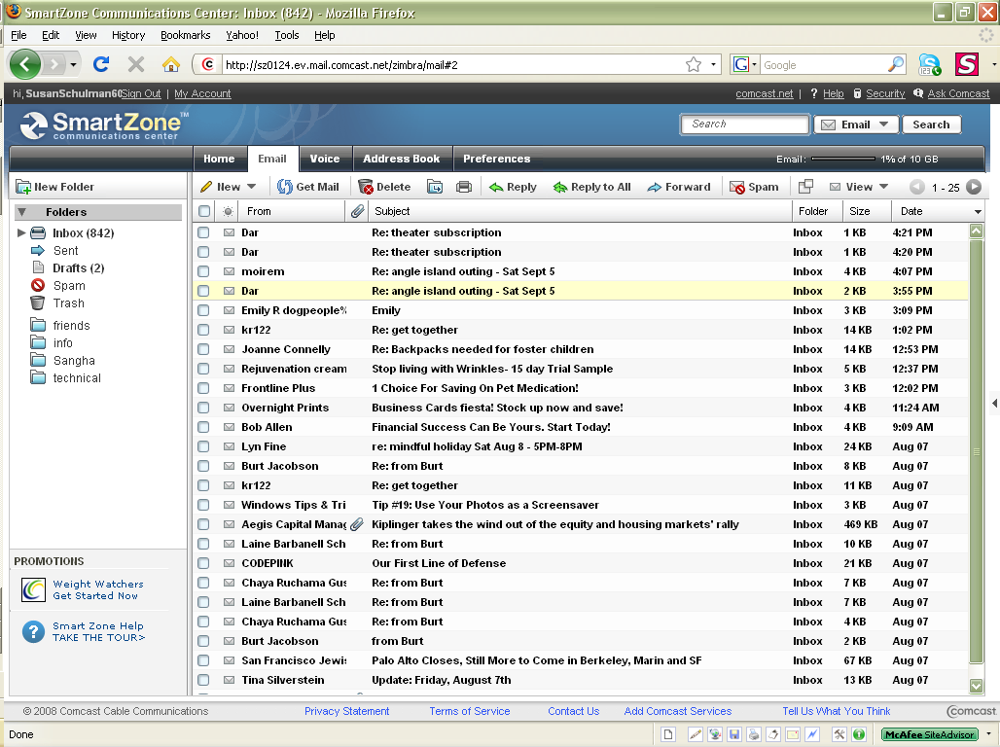 SmartZone Communications Center: Inbox (842) - Mozilla Firefox
File Edit View History Bookmarks Yahoo! Tools Help
http://sz0124.ev.mail.comcast.net/zimbra/mail#2 Google
hi, SusanSchulman60 Sign Out | My Account comcast.net | ? Help Security Ask Comcast
SmartZone™
communications center
Search Email Search
Home Email Voice Address Book Preferences Email: 1% of 10 GB
New Folder New Get Mail Delete Reply Reply to All Forward Spam View 1 - 25
Folders From Subject Folder Size Date
Inbox (842)
Sent
Drafts (2)
Spam
Trash
friends
info
Sangha
technical
Dar Re: theater subscription Inbox 1 KB 4:21 PM
Dar Re: theater subscription Inbox 1 KB 4:20 PM
moirem Re: angle island outing - Sat Sept 5 Inbox 4 KB 4:07 PM
Dar Re: angle island outing - Sat Sept 5 Inbox 2 KB 3:55 PM
Emily R dogpeople% Emily Inbox 3 KB 3:09 PM
kr122 Re: get together Inbox 14 KB 1:02 PM
Joanne Connelly Re: Backpacks needed for foster children Inbox 14 KB 12:53 PM
Rejuvenation cream Stop living with Wrinkles- 15 day Trial Sample Inbox 5 KB 12:37 PM
Frontline Plus 1 Choice For Saving On Pet Medication! Inbox 3 KB 12:02 PM
Overnight Prints Business Cards fiesta! Stock up now and save! Inbox 4 KB 11:24 AM
Bob Allen Financial Success Can Be Yours. Start Today! Inbox 4 KB 9:09 AM
Lyn Fine re: mindful holiday Sat Aug 8 - 5PM-8PM Inbox 24 KB Aug 07
Burt Jacobson Re: from Burt Inbox 8 KB Aug 07
kr122 Re: get together Inbox 11 KB Aug 07
Windows Tips & Tri Tip #19: Use Your Photos as a Screensaver Inbox 3 KB Aug 07
Aegis Capital Manag Kiplinger takes the wind out of the equity and housing markets' rally Inbox 469 KB Aug 07
Laine Barbanell Sch Re: from Burt Inbox 10 KB Aug 07
CODEPINK Our First Line of Defense Inbox 21 KB Aug 07
Chaya Ruchama Gus Re: from Burt Inbox 7 KB Aug 07
Laine Barbanell Sch Re: from Burt Inbox 7 KB Aug 07
Chaya Ruchama Gus Re: from Burt Inbox 4 KB Aug 07
Burt Jacobson from Burt Inbox 2 KB Aug 07
San Francisco Jewis Palo Alto Closes, Still More to Come in Berkeley, Marin and SF Inbox 67 KB Aug 07
Tina Silverstein Update: Friday, August 7th Inbox 13 KB Aug 07
PROMOTIONS
Weight Watchers
Get Started Now
Smart Zone Help
TAKE THE TOUR>
© 2008 Comcast Cable Communications Privacy Statement Terms of Service Contact Us Add Comcast Services Tell Us What You Think Comcast
Done McAfee SiteAdvisor